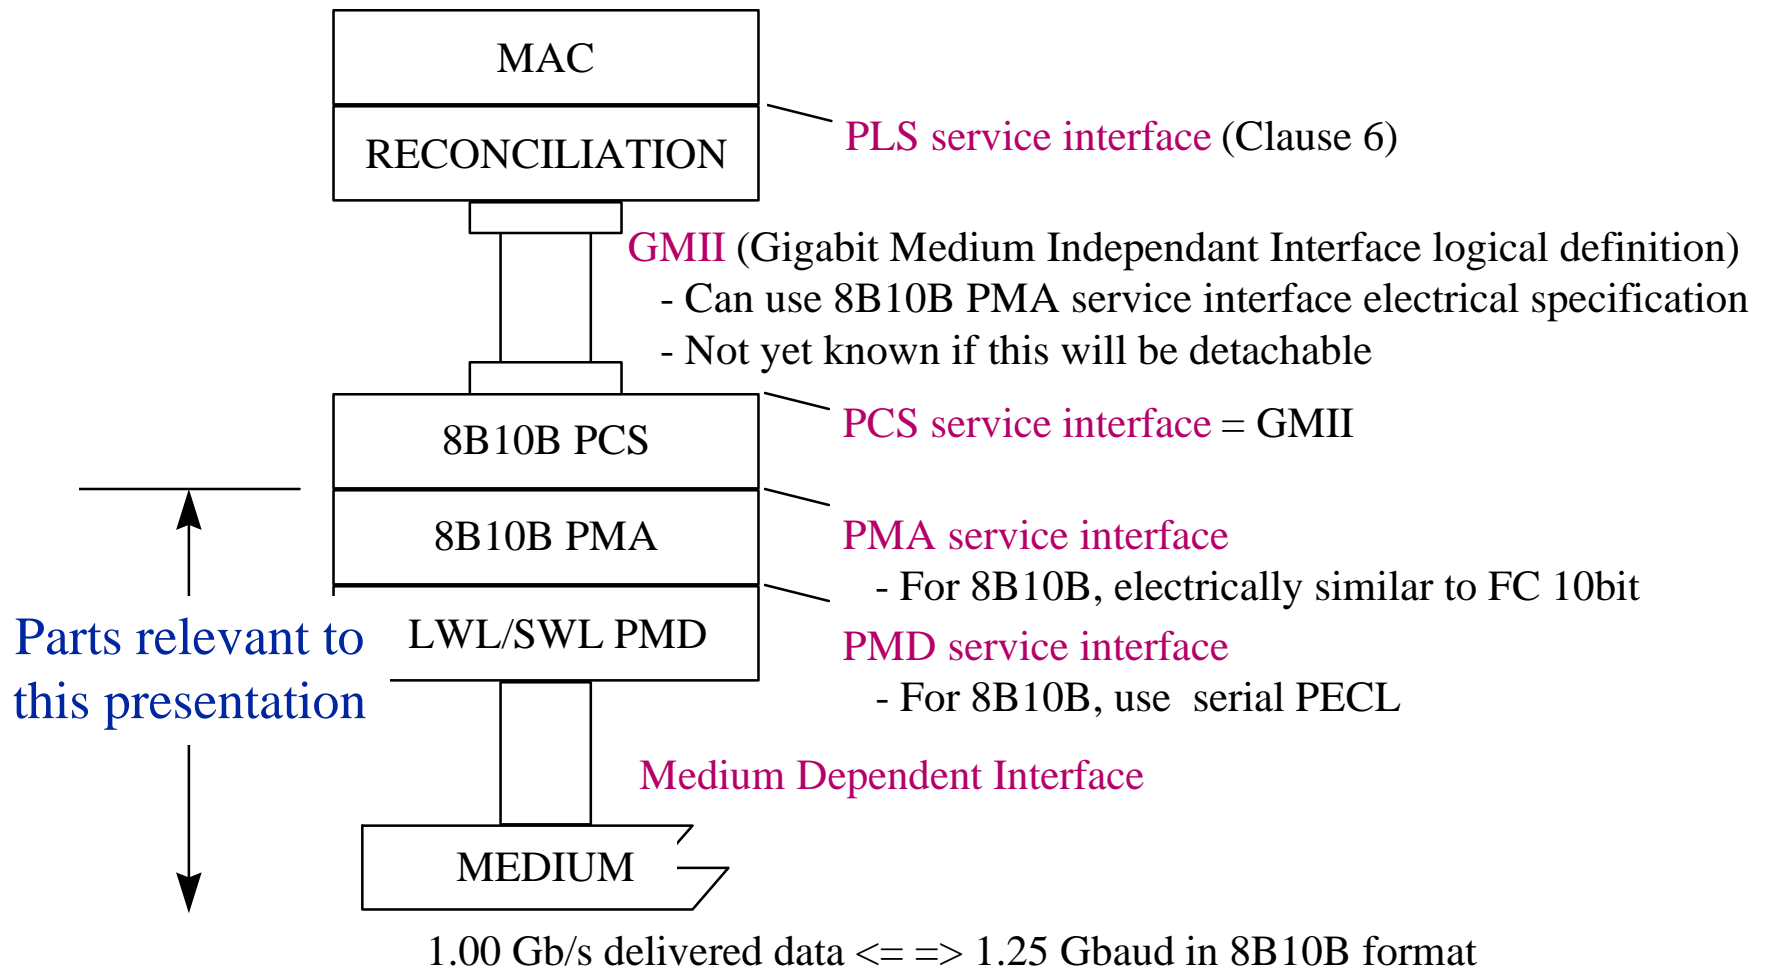 MAC
PLS service interface (Clause 6)
RECONCILIATION
GMII (Gigabit Medium Independant Interface logical definition)
- Can use 8B10B PMA service interface electrical specification
- Not yet known if this will be detachable
PCS service interface = GMII
8B10B PCS
8B10B PMA
PMA service interface
- For 8B10B, electrically similar to FC 10bit
Parts relevant to
this presentation
LWL/SWL PMD
PMD service interface
- For 8B10B, use serial PECL
Medium Dependent Interface
MEDIUM
1.00 Gb/s delivered data <= => 1.25 Gbaud in 8B10B format